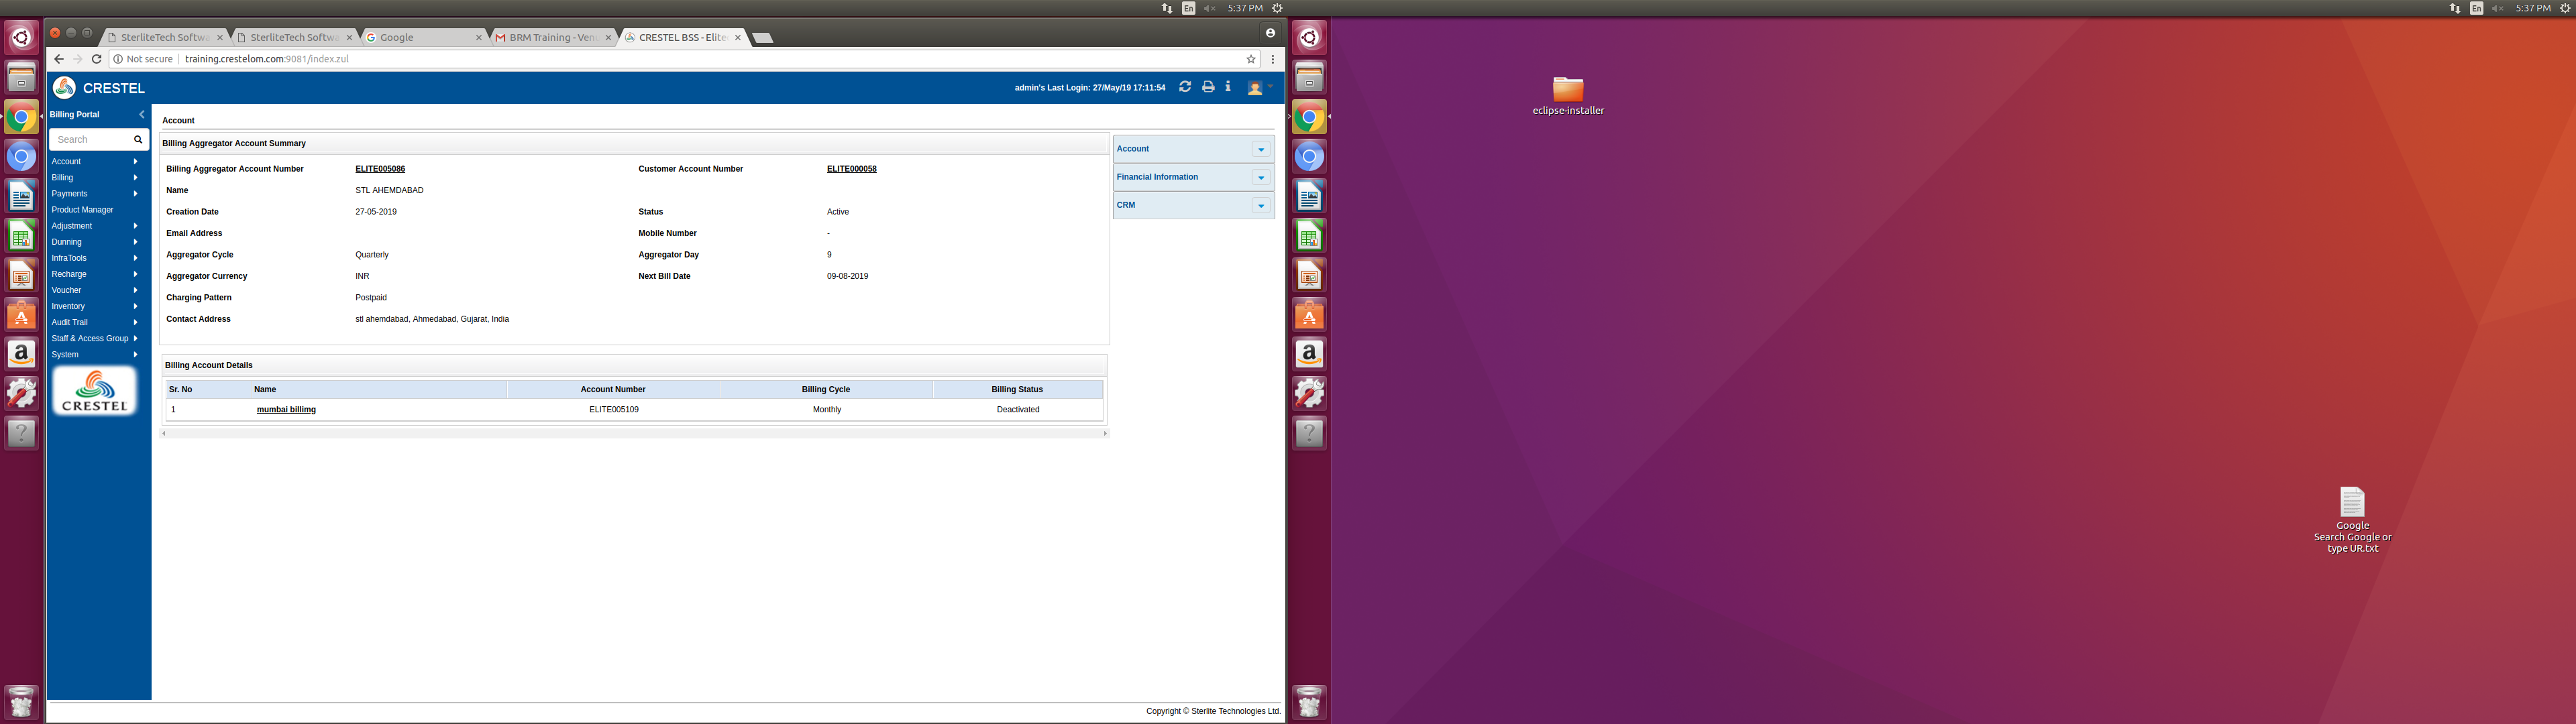 En 5:37 PM
En 5:37 PM
SterliteTech Softwa
SterliteTech Softwa
Google
BRM Training - Venu
CRESTEL BSS - Elite
Not secure training.crestelom.com:9081/index.zul
CRESTEL
admin's Last Login: 27/May/19 17:11:54
Billing Portal
Search
Account
Billing
Payments
Product Manager
Adjustment
Dunning
InfraTools
Recharge
Voucher
Inventory
Audit Trail
Staff & Access Group
System
CRESTEL
Account
Billing Aggregator Account Summary
Billing Aggregator Account Number ELITE005086 Customer Account Number ELITE000058
Name STL AHEMDABAD
Creation Date 27-05-2019 Status Active
Email Address Mobile Number -
Aggregator Cycle Quarterly Aggregator Day 9
Aggregator Currency INR Next Bill Date 09-08-2019
Charging Pattern Postpaid
Contact Address stl ahemdabad, Ahmedabad, Gujarat, India
Account
Financial Information
CRM
Billing Account Details
Sr. No Name Account Number Billing Cycle Billing Status
1 mumbai billimg ELITE005109 Monthly Deactivated
Copyright © Sterlite Technologies Ltd.
eclipse-installer
Google
Search Google or
type UR.txt